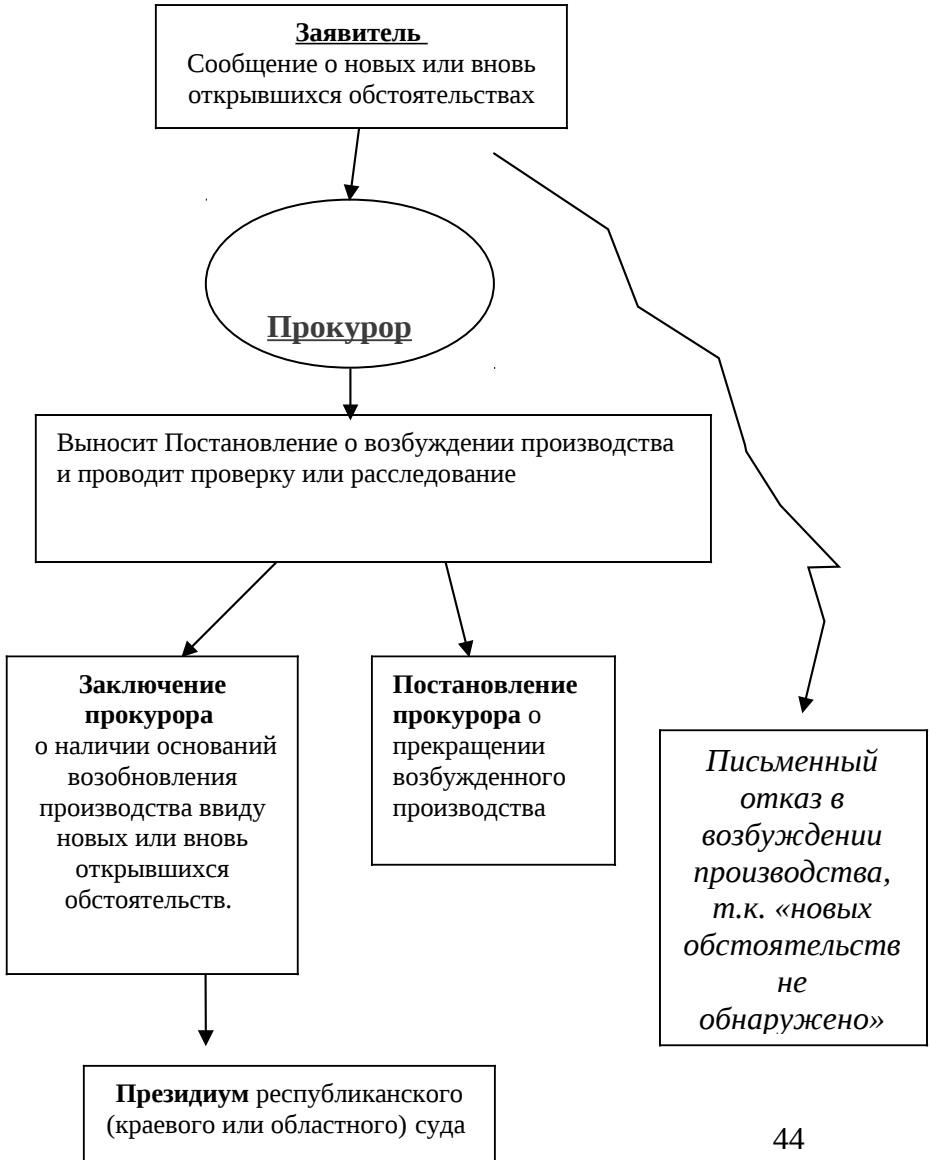 Заявитель
Сообщение о новых или вновь
открывшихся обстоятельствах
Прокурор
Выносит Постановление о возбуждении производства
и проводит проверку или расследование
Заключение
прокурора
о наличии оснований
возобновления
производства ввиду
новых или вновь
открывшихся
обстоятельств.
Постановление
прокурора о
прекращении
возбужденного
производства
Письменный
отказ в
возбуждении
производства,
т.к. «новых
обстоятельств
не
обнаружено»
Президиум республиканского
(краевого или областного) суда
44